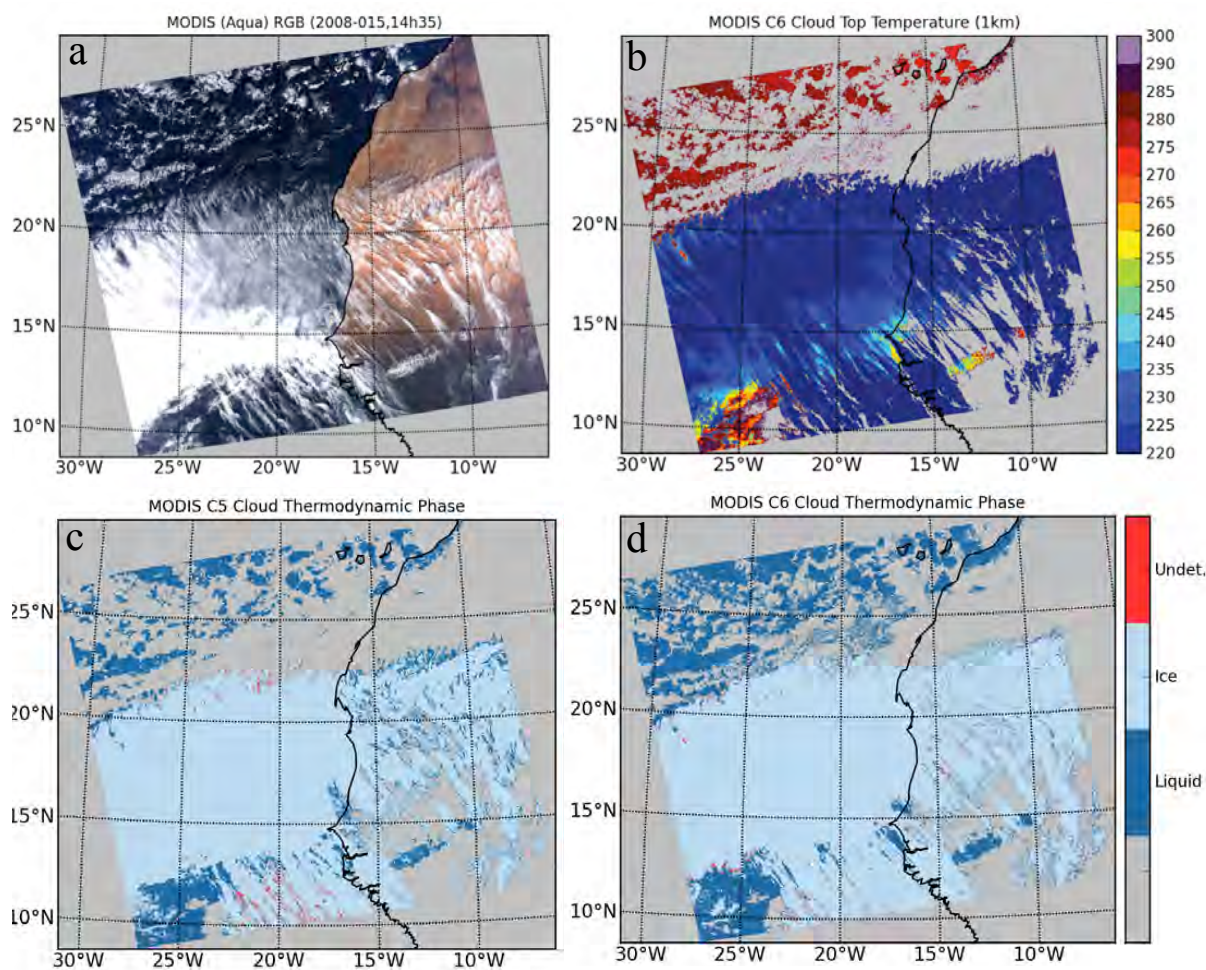 MODIS (Aqua) RGB (2008-015,14h35)
a
25°N
20°N
15°N
10°N
30°W 25°W 20°W 15°W 10°W
MODIS C6 Cloud Top Temperature (1km)
b
25°N
20°N
15°N
10°N
30°W 25°W 20°W 15°W 10°W
300
290
285
280
275
270
265
260
255
250
245
240
235
230
225
220
MODIS C5 Cloud Thermodynamic Phase
c
25°N
20°N
15°N
10°N
30°W 25°W 20°W 15°W 10°W
MODIS C6 Cloud Thermodynamic Phase
d
25°N
20°N
15°N
10°N
30°W 25°W 20°W 15°W 10°W
Undet.
Ice
Liquid